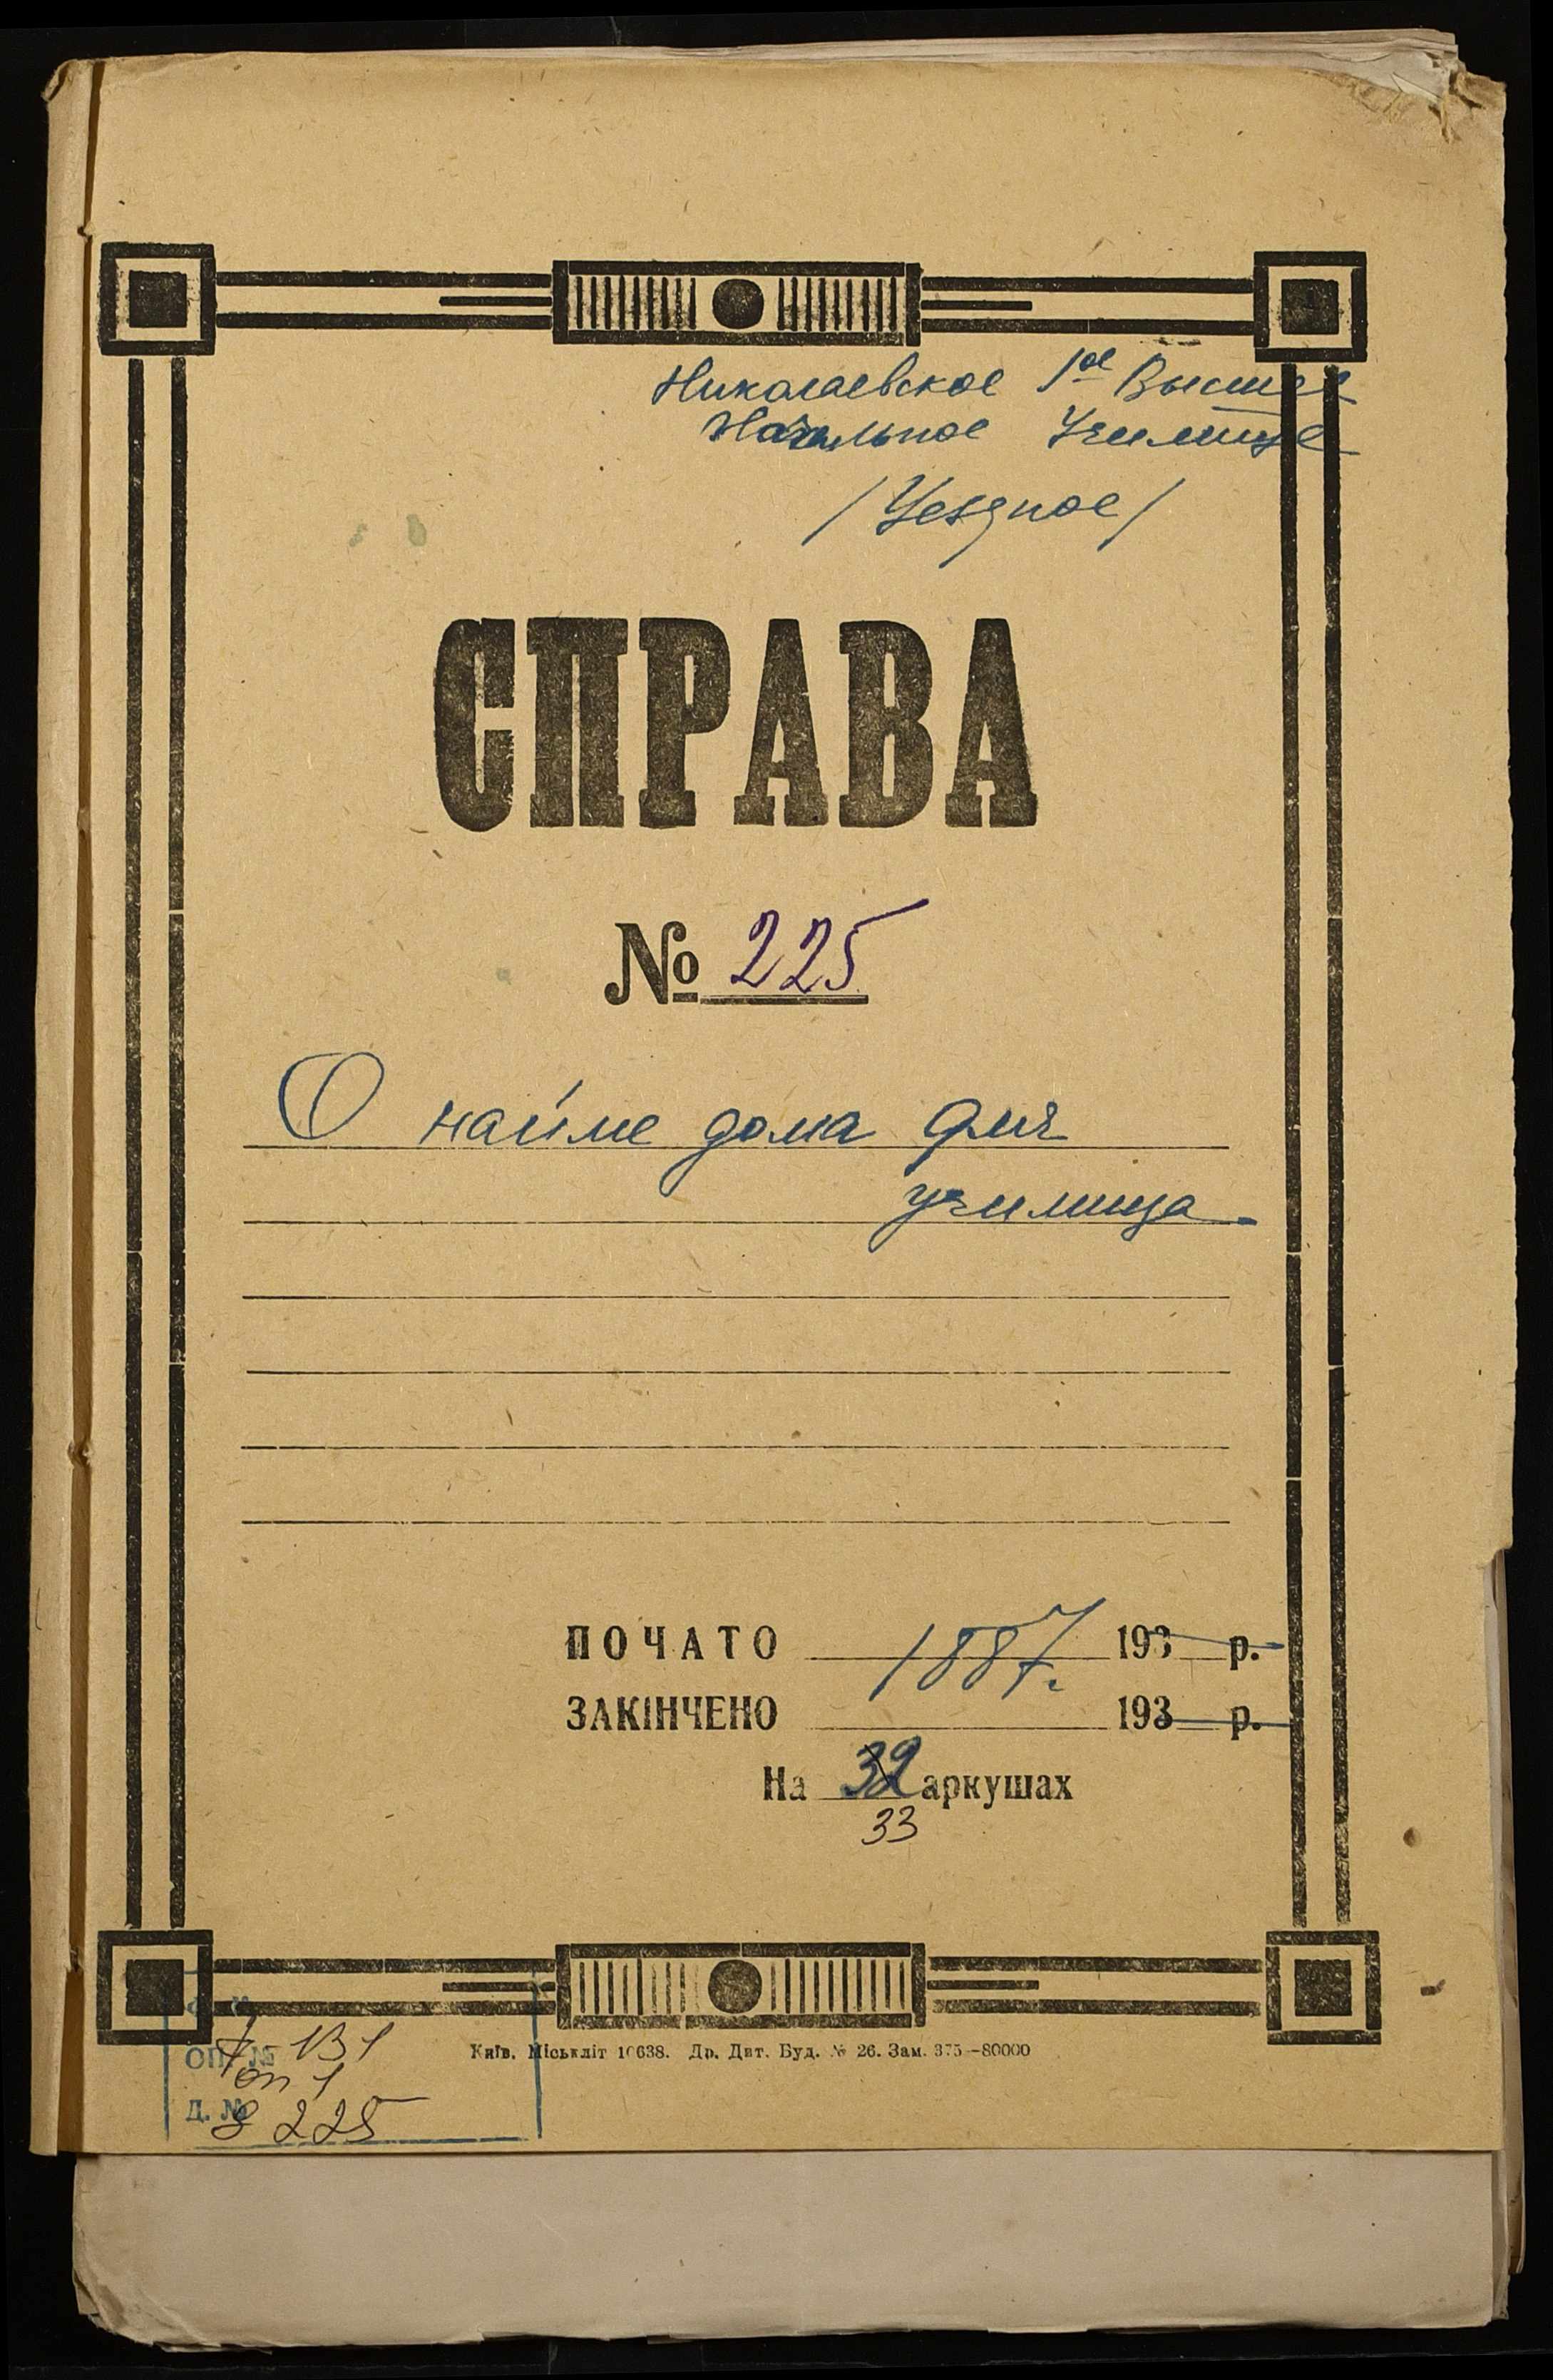 Николаевское 1ое Высшее
Начальное Училище
/Уездное/
СПРАВА
№ 225
О найме дома для
училища.
ПОЧАТО 1887. 193 р.
ЗАКІНЧЕНО 193 р.
На 32 аркушах
33
ф 131
ОП. №
оп 1
Д. № 225
Київ. Міськліт 10638. Др. Дит. Буд. № 26. Зам. 375—80000